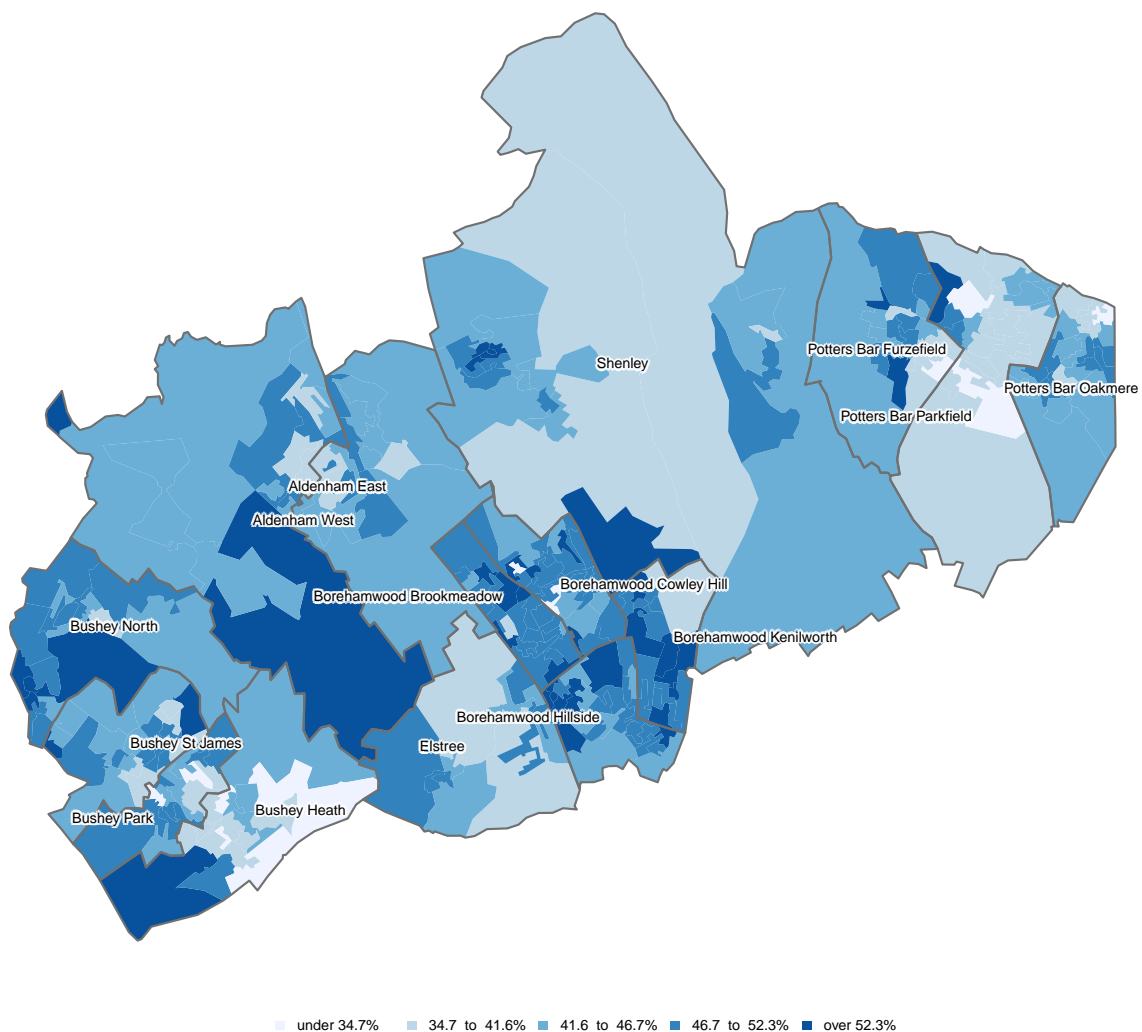 Shenley
Potters Bar Furzefield
Potters Bar Oakmere
Potters Bar Parkfield
Aldenham East
Aldenham West
Borehamwood Cowley Hill
Borehamwood Brookmeadow
Bushey North
Borehamwood Kenilworth
Borehamwood Hillside
Bushey St James
Elstree
Bushey Heath
Bushey Park
under 34.7% 34.7 to 41.6% 41.6 to 46.7% 46.7 to 52.3% over 52.3%